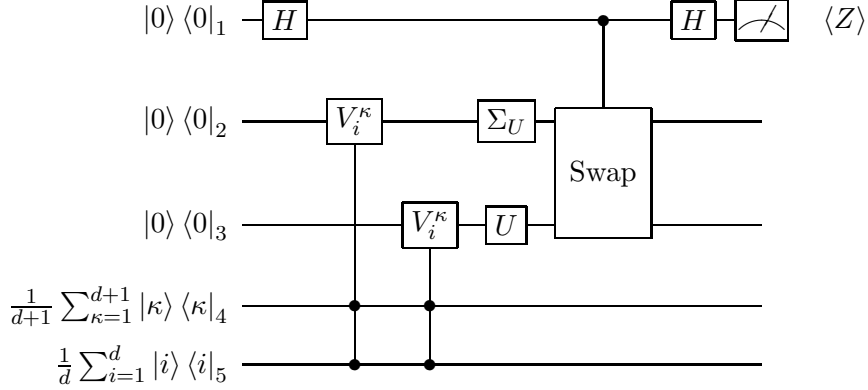 |0⟩ ⟨0|₁ H H ⟨Z⟩
|0⟩ ⟨0|₂ V_i^κ Σ_U
Swap
|0⟩ ⟨0|₃ V_i^κ U
1/(d+1) ∑_{κ=1}^{d+1} |κ⟩ ⟨κ|₄
1/d ∑_{i=1}^{d} |i⟩ ⟨i|₅